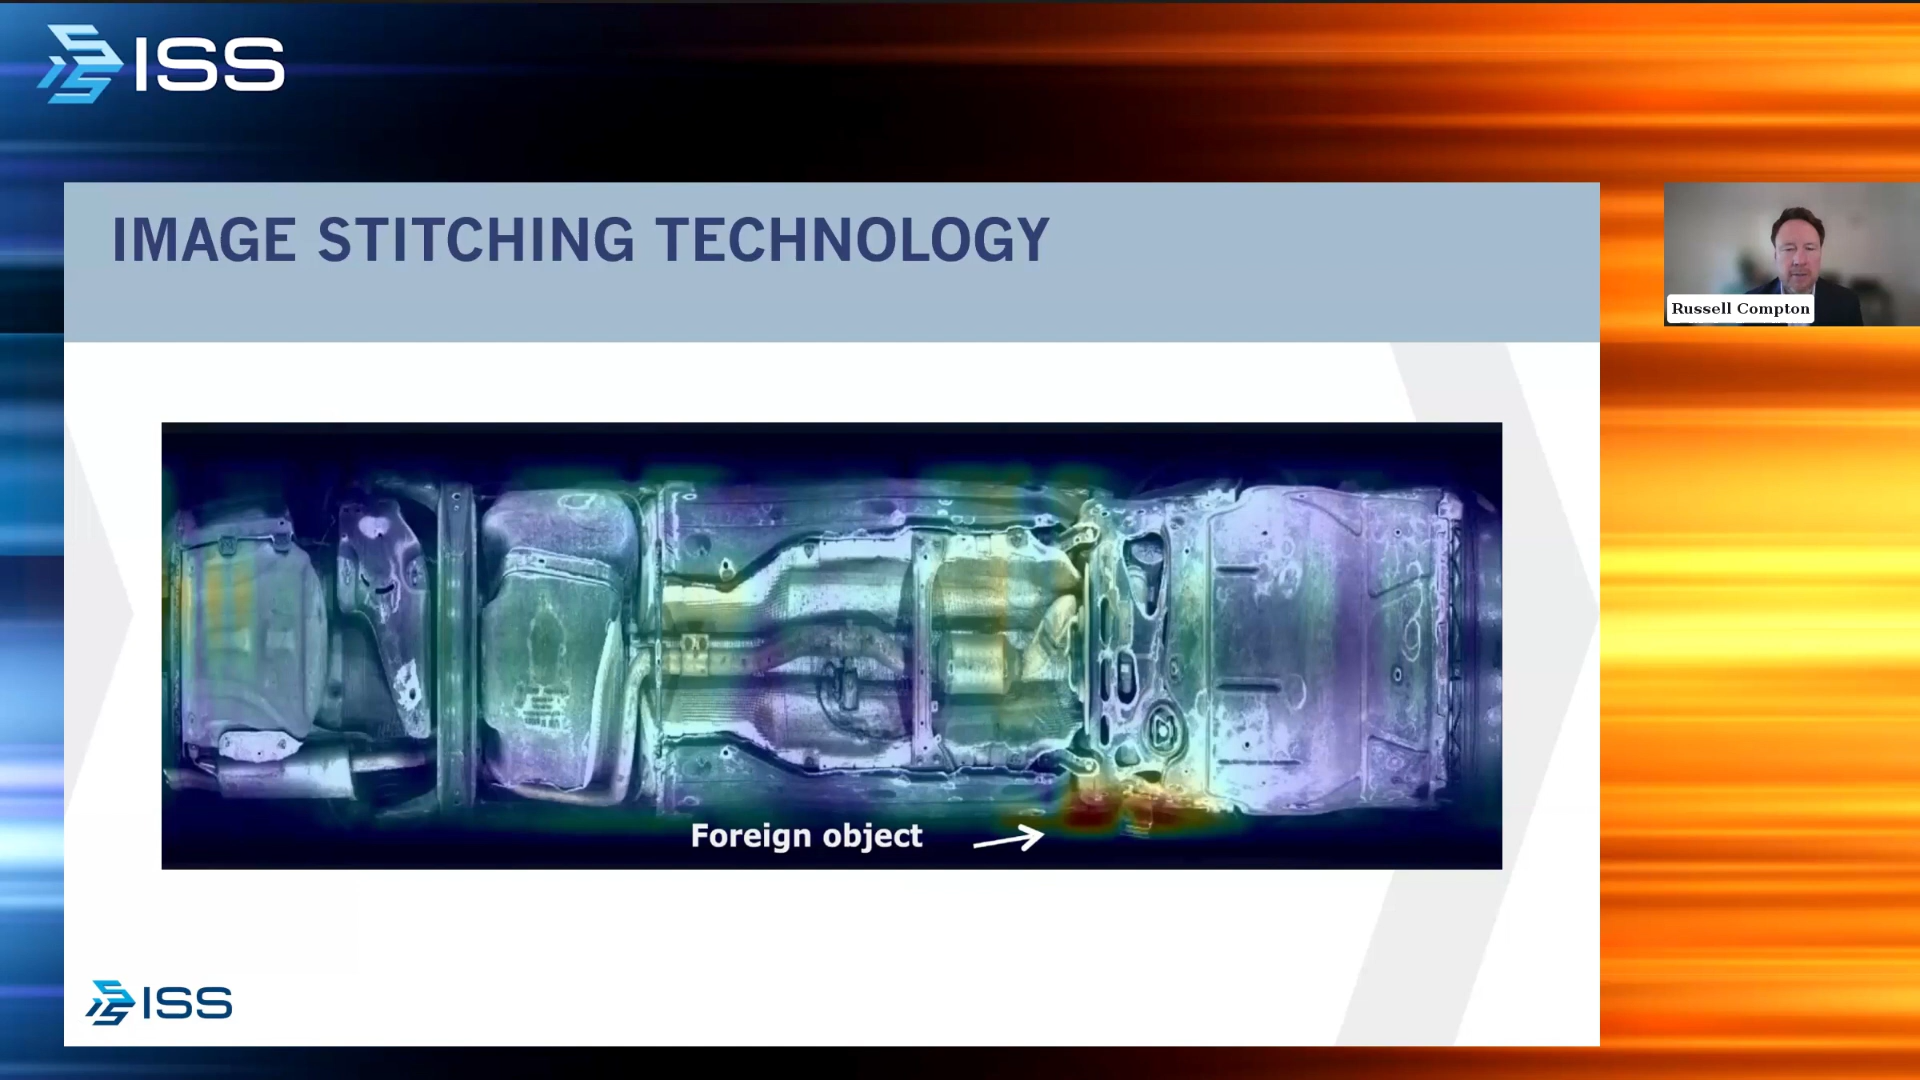 ISS
IMAGE STITCHING TECHNOLOGY
Russell Compton
Foreign object
ISS